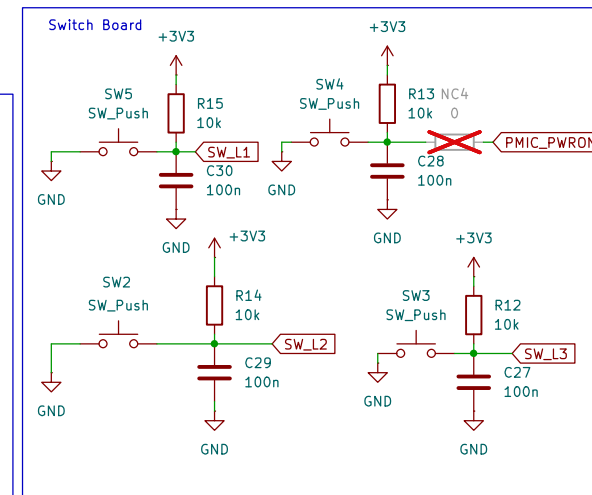 Switch Board
+3V3
SW5
SW_Push
R15
10k
SW_L1
C30
100n
GND
GND
+3V3
SW4
SW_Push
R13
10k
NC4
0
PMIC_PWRON
C28
100n
GND
GND
+3V3
SW2
SW_Push
R14
10k
SW_L2
C29
100n
GND
GND
+3V3
SW3
SW_Push
R12
10k
SW_L3
C27
100n
GND
GND